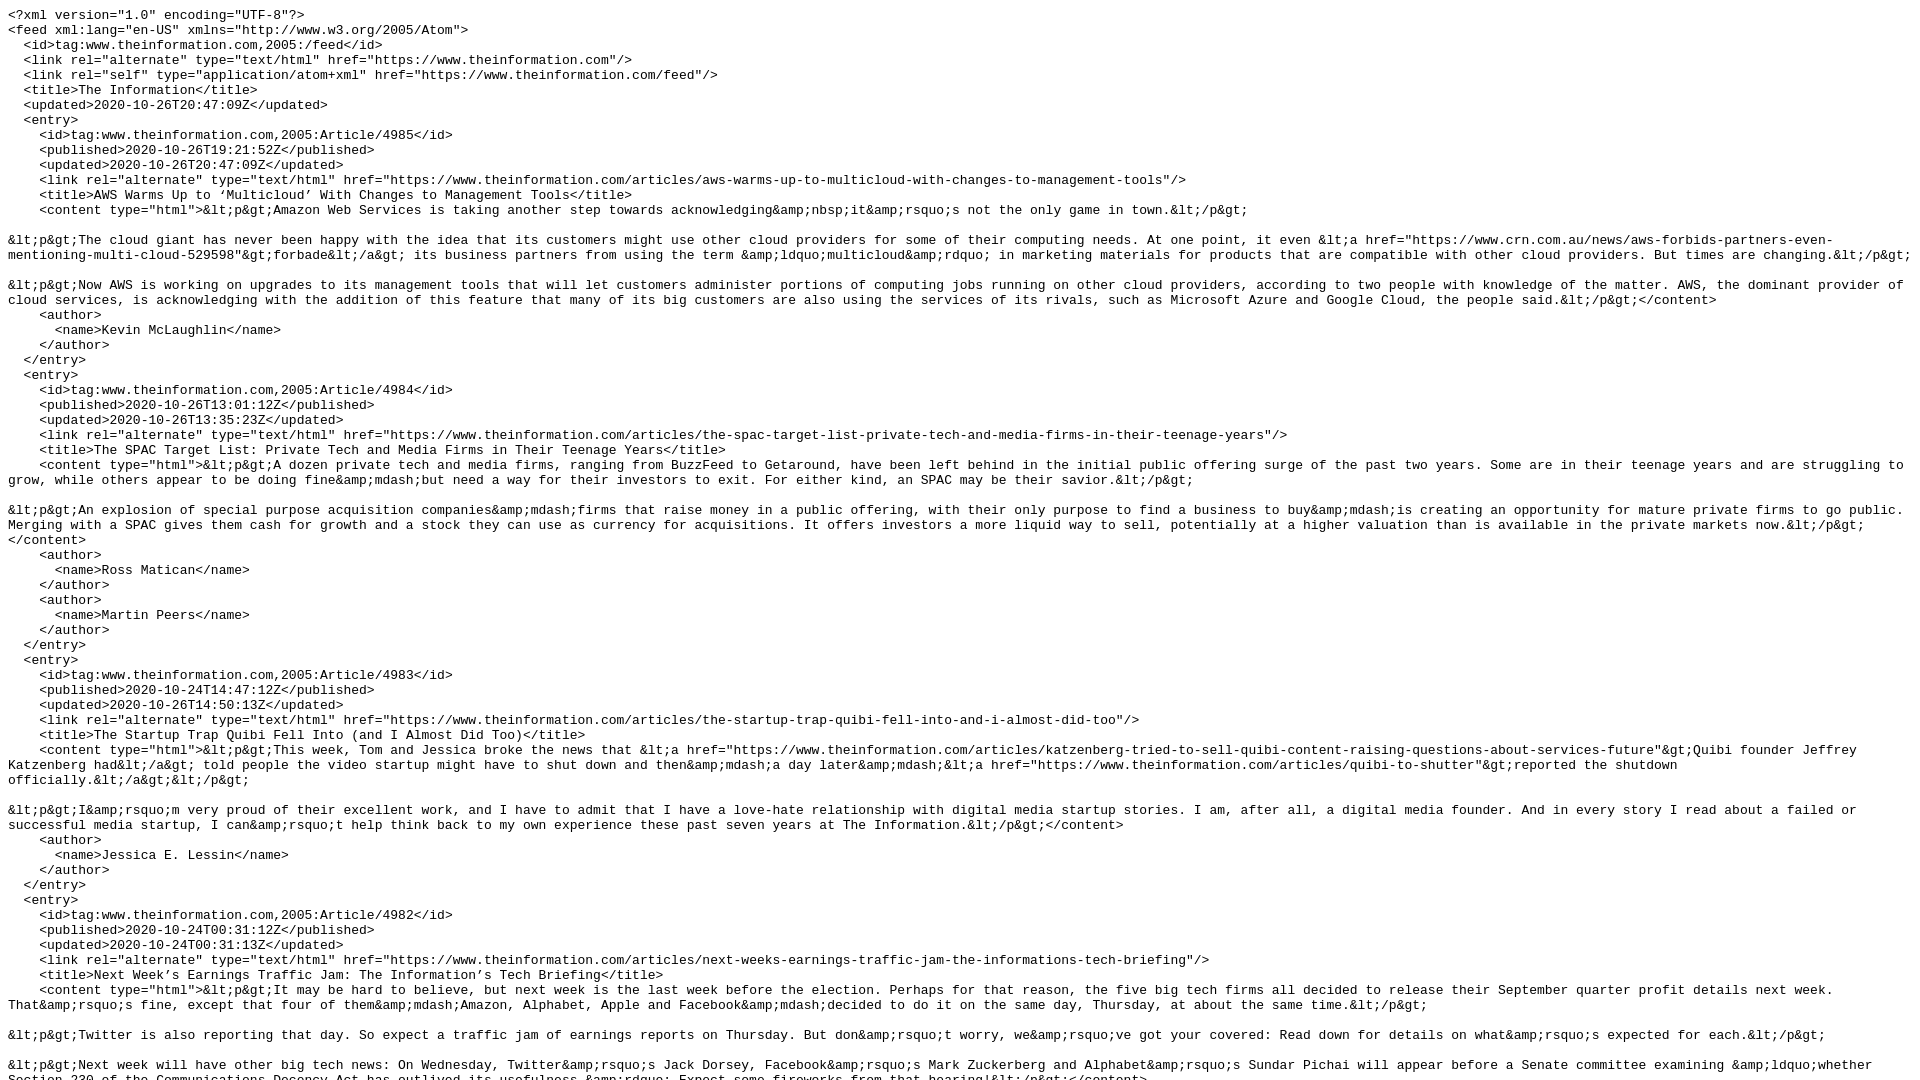 <?xml version="1.0" encoding="UTF-8"?>
<feed xml:lang="en-US" xmlns="http://www.w3.org/2005/Atom">
  <id>tag:www.theinformation.com,2005:/feed</id>
  <link rel="alternate" type="text/html" href="https://www.theinformation.com"/>
  <link rel="self" type="application/atom+xml" href="https://www.theinformation.com/feed"/>
  <title>The Information</title>
  <updated>2020-10-26T20:47:09Z</updated>
  <entry>
    <id>tag:www.theinformation.com,2005:Article/4985</id>
    <published>2020-10-26T19:21:52Z</published>
    <updated>2020-10-26T20:47:09Z</updated>
    <link rel="alternate" type="text/html" href="https://www.theinformation.com/articles/aws-warms-up-to-multicloud-with-changes-to-management-tools"/>
    <title>AWS Warms Up to ‘Multicloud’ With Changes to Management Tools</title>
    <content type="html">&lt;p&gt;Amazon Web Services is taking another step towards acknowledging&amp;nbsp;it&amp;rsquo;s not the only game in town.&lt;/p&gt;

&lt;p&gt;The cloud giant has never been happy with the idea that its customers might use other cloud providers for some of their computing needs. At one point, it even &lt;a href="https://www.crn.com.au/news/aws-forbids-partners-even-
mentioning-multi-cloud-529598"&gt;forbade&lt;/a&gt; its business partners from using the term &amp;ldquo;multicloud&amp;rdquo; in marketing materials for products that are compatible with other cloud providers. But times are changing.&lt;/p&gt;

&lt;p&gt;Now AWS is working on upgrades to its management tools that will let customers administer portions of computing jobs running on other cloud providers, according to two people with knowledge of the matter. AWS, the dominant provider of
cloud services, is acknowledging with the addition of this feature that many of its big customers are also using the services of its rivals, such as Microsoft Azure and Google Cloud, the people said.&lt;/p&gt;</content>
    <author>
      <name>Kevin McLaughlin</name>
    </author>
  </entry>
  <entry>
    <id>tag:www.theinformation.com,2005:Article/4984</id>
    <published>2020-10-26T13:01:12Z</published>
    <updated>2020-10-26T13:35:23Z</updated>
    <link rel="alternate" type="text/html" href="https://www.theinformation.com/articles/the-spac-target-list-private-tech-and-media-firms-in-their-teenage-years"/>
    <title>The SPAC Target List: Private Tech and Media Firms in Their Teenage Years</title>
    <content type="html">&lt;p&gt;A dozen private tech and media firms, ranging from BuzzFeed to Getaround, have been left behind in the initial public offering surge of the past two years. Some are in their teenage years and are struggling to
grow, while others appear to be doing fine&amp;mdash;but need a way for their investors to exit. For either kind, an SPAC may be their savior.&lt;/p&gt;

&lt;p&gt;An explosion of special purpose acquisition companies&amp;mdash;firms that raise money in a public offering, with their only purpose to find a business to buy&amp;mdash;is creating an opportunity for mature private firms to go public.
Merging with a SPAC gives them cash for growth and a stock they can use as currency for acquisitions. It offers investors a more liquid way to sell, potentially at a higher valuation than is available in the private markets now.&lt;/p&gt;
</content>
    <author>
      <name>Ross Matican</name>
    </author>
    <author>
      <name>Martin Peers</name>
    </author>
  </entry>
  <entry>
    <id>tag:www.theinformation.com,2005:Article/4983</id>
    <published>2020-10-24T14:47:12Z</published>
    <updated>2020-10-26T14:50:13Z</updated>
    <link rel="alternate" type="text/html" href="https://www.theinformation.com/articles/the-startup-trap-quibi-fell-into-and-i-almost-did-too"/>
    <title>The Startup Trap Quibi Fell Into (and I Almost Did Too)</title>
    <content type="html">&lt;p&gt;This week, Tom and Jessica broke the news that &lt;a href="https://www.theinformation.com/articles/katzenberg-tried-to-sell-quibi-content-raising-questions-about-services-future"&gt;Quibi founder Jeffrey
Katzenberg had&lt;/a&gt; told people the video startup might have to shut down and then&amp;mdash;a day later&amp;mdash;&lt;a href="https://www.theinformation.com/articles/quibi-to-shutter"&gt;reported the shutdown
officially.&lt;/a&gt;&lt;/p&gt;

&lt;p&gt;I&amp;rsquo;m very proud of their excellent work, and I have to admit that I have a love-hate relationship with digital media startup stories. I am, after all, a digital media founder. And in every story I read about a failed or
successful media startup, I can&amp;rsquo;t help think back to my own experience these past seven years at The Information.&lt;/p&gt;</content>
    <author>
      <name>Jessica E. Lessin</name>
    </author>
  </entry>
  <entry>
    <id>tag:www.theinformation.com,2005:Article/4982</id>
    <published>2020-10-24T00:31:12Z</published>
    <updated>2020-10-24T00:31:13Z</updated>
    <link rel="alternate" type="text/html" href="https://www.theinformation.com/articles/next-weeks-earnings-traffic-jam-the-informations-tech-briefing"/>
    <title>Next Week’s Earnings Traffic Jam: The Information’s Tech Briefing</title>
    <content type="html">&lt;p&gt;It may be hard to believe, but next week is the last week before the election. Perhaps for that reason, the five big tech firms all decided to release their September quarter profit details next week.
That&amp;rsquo;s fine, except that four of them&amp;mdash;Amazon, Alphabet, Apple and Facebook&amp;mdash;decided to do it on the same day, Thursday, at about the same time.&lt;/p&gt;

&lt;p&gt;Twitter is also reporting that day. So expect a traffic jam of earnings reports on Thursday. But don&amp;rsquo;t worry, we&amp;rsquo;ve got your covered: Read down for details on what&amp;rsquo;s expected for each.&lt;/p&gt;

&lt;p&gt;Next week will have other big tech news: On Wednesday, Twitter&amp;rsquo;s Jack Dorsey, Facebook&amp;rsquo;s Mark Zuckerberg and Alphabet&amp;rsquo;s Sundar Pichai will appear before a Senate committee examining &amp;ldquo;whether
Section 230 of the Communications Decency Act has outlived its usefulness.&amp;rdquo; Expect some fireworks from that hearing!&lt;/p&gt;</content>